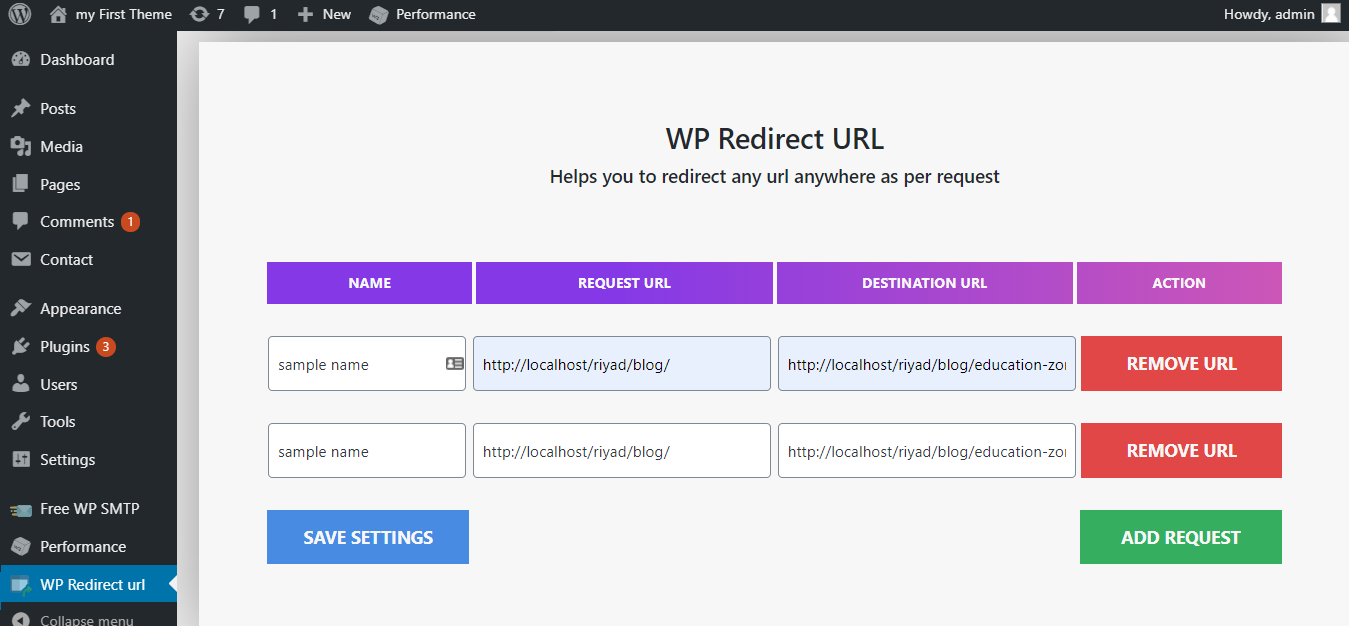 my First Theme 7 1 New Performance Howdy, admin
Dashboard
Posts
Media
Pages
Comments 1
Contact
Appearance
Plugins 3
Users
Tools
Settings
Free WP SMTP
Performance
WP Redirect url
Collapse menu
WP Redirect URL
Helps you to redirect any url anywhere as per request
NAME REQUEST URL DESTINATION URL ACTION
sample name http://localhost/riyad/blog/ http://localhost/riyad/blog/education-zo REMOVE URL
sample name http://localhost/riyad/blog/ http://localhost/riyad/blog/education-zo REMOVE URL
SAVE SETTINGS ADD REQUEST